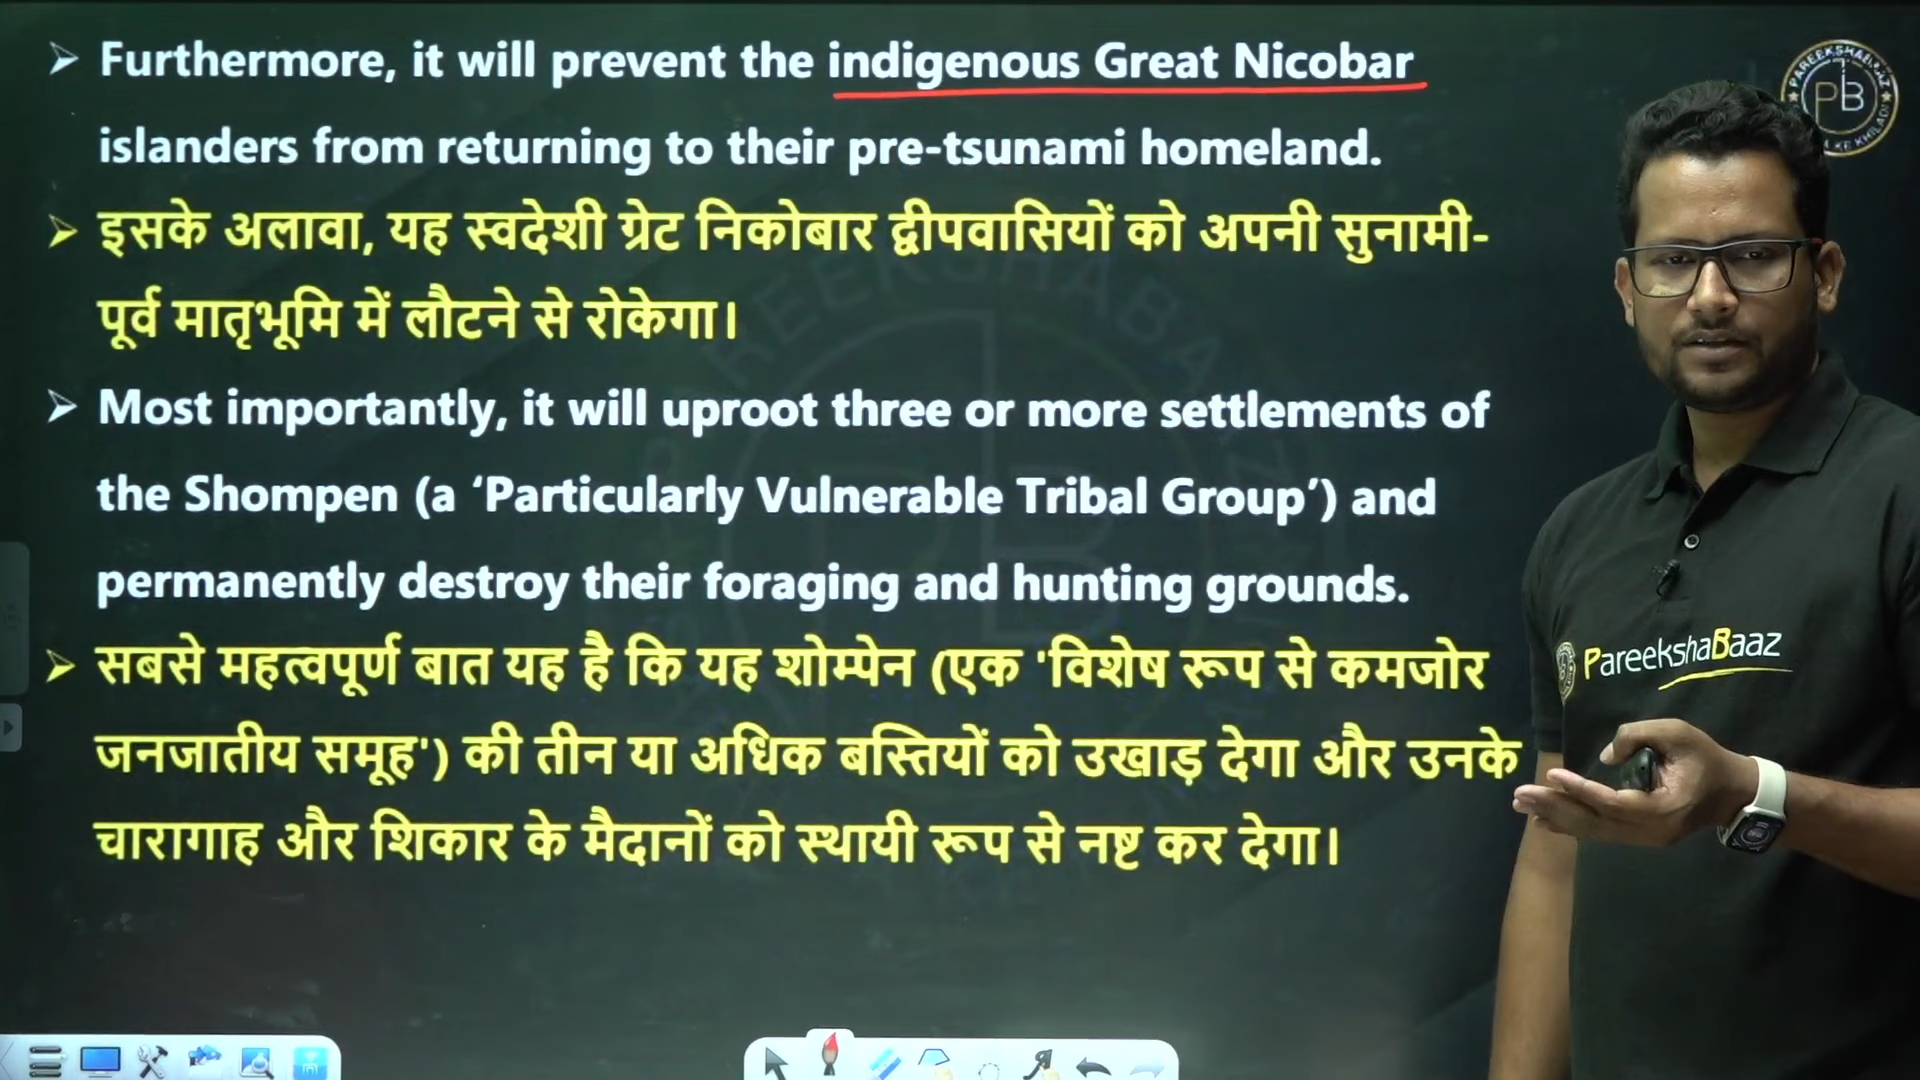 Furthermore, it will prevent the indigenous Great Nicobar
islanders from returning to their pre-tsunami homeland.
इसके अलावा, यह स्वदेशी ग्रेट निकोबार द्वीपवासियों को अपनी सुनामी-
पूर्व मातृभूमि में लौटने से रोकेगा।
Most importantly, it will uproot three or more settlements of
the Shompen (a ‘Particularly Vulnerable Tribal Group’) and
permanently destroy their foraging and hunting grounds.
सबसे महत्वपूर्ण बात यह है कि यह शोम्पेन (एक 'विशेष रूप से कमजोर
जनजातीय समूह') की तीन या अधिक बस्तियों को उखाड़ देगा और उनके
चारागाह और शिकार के मैदानों को स्थायी रूप से नष्ट कर देगा।
PAREEKSHABAAZ
PB
PareekshaBaaz